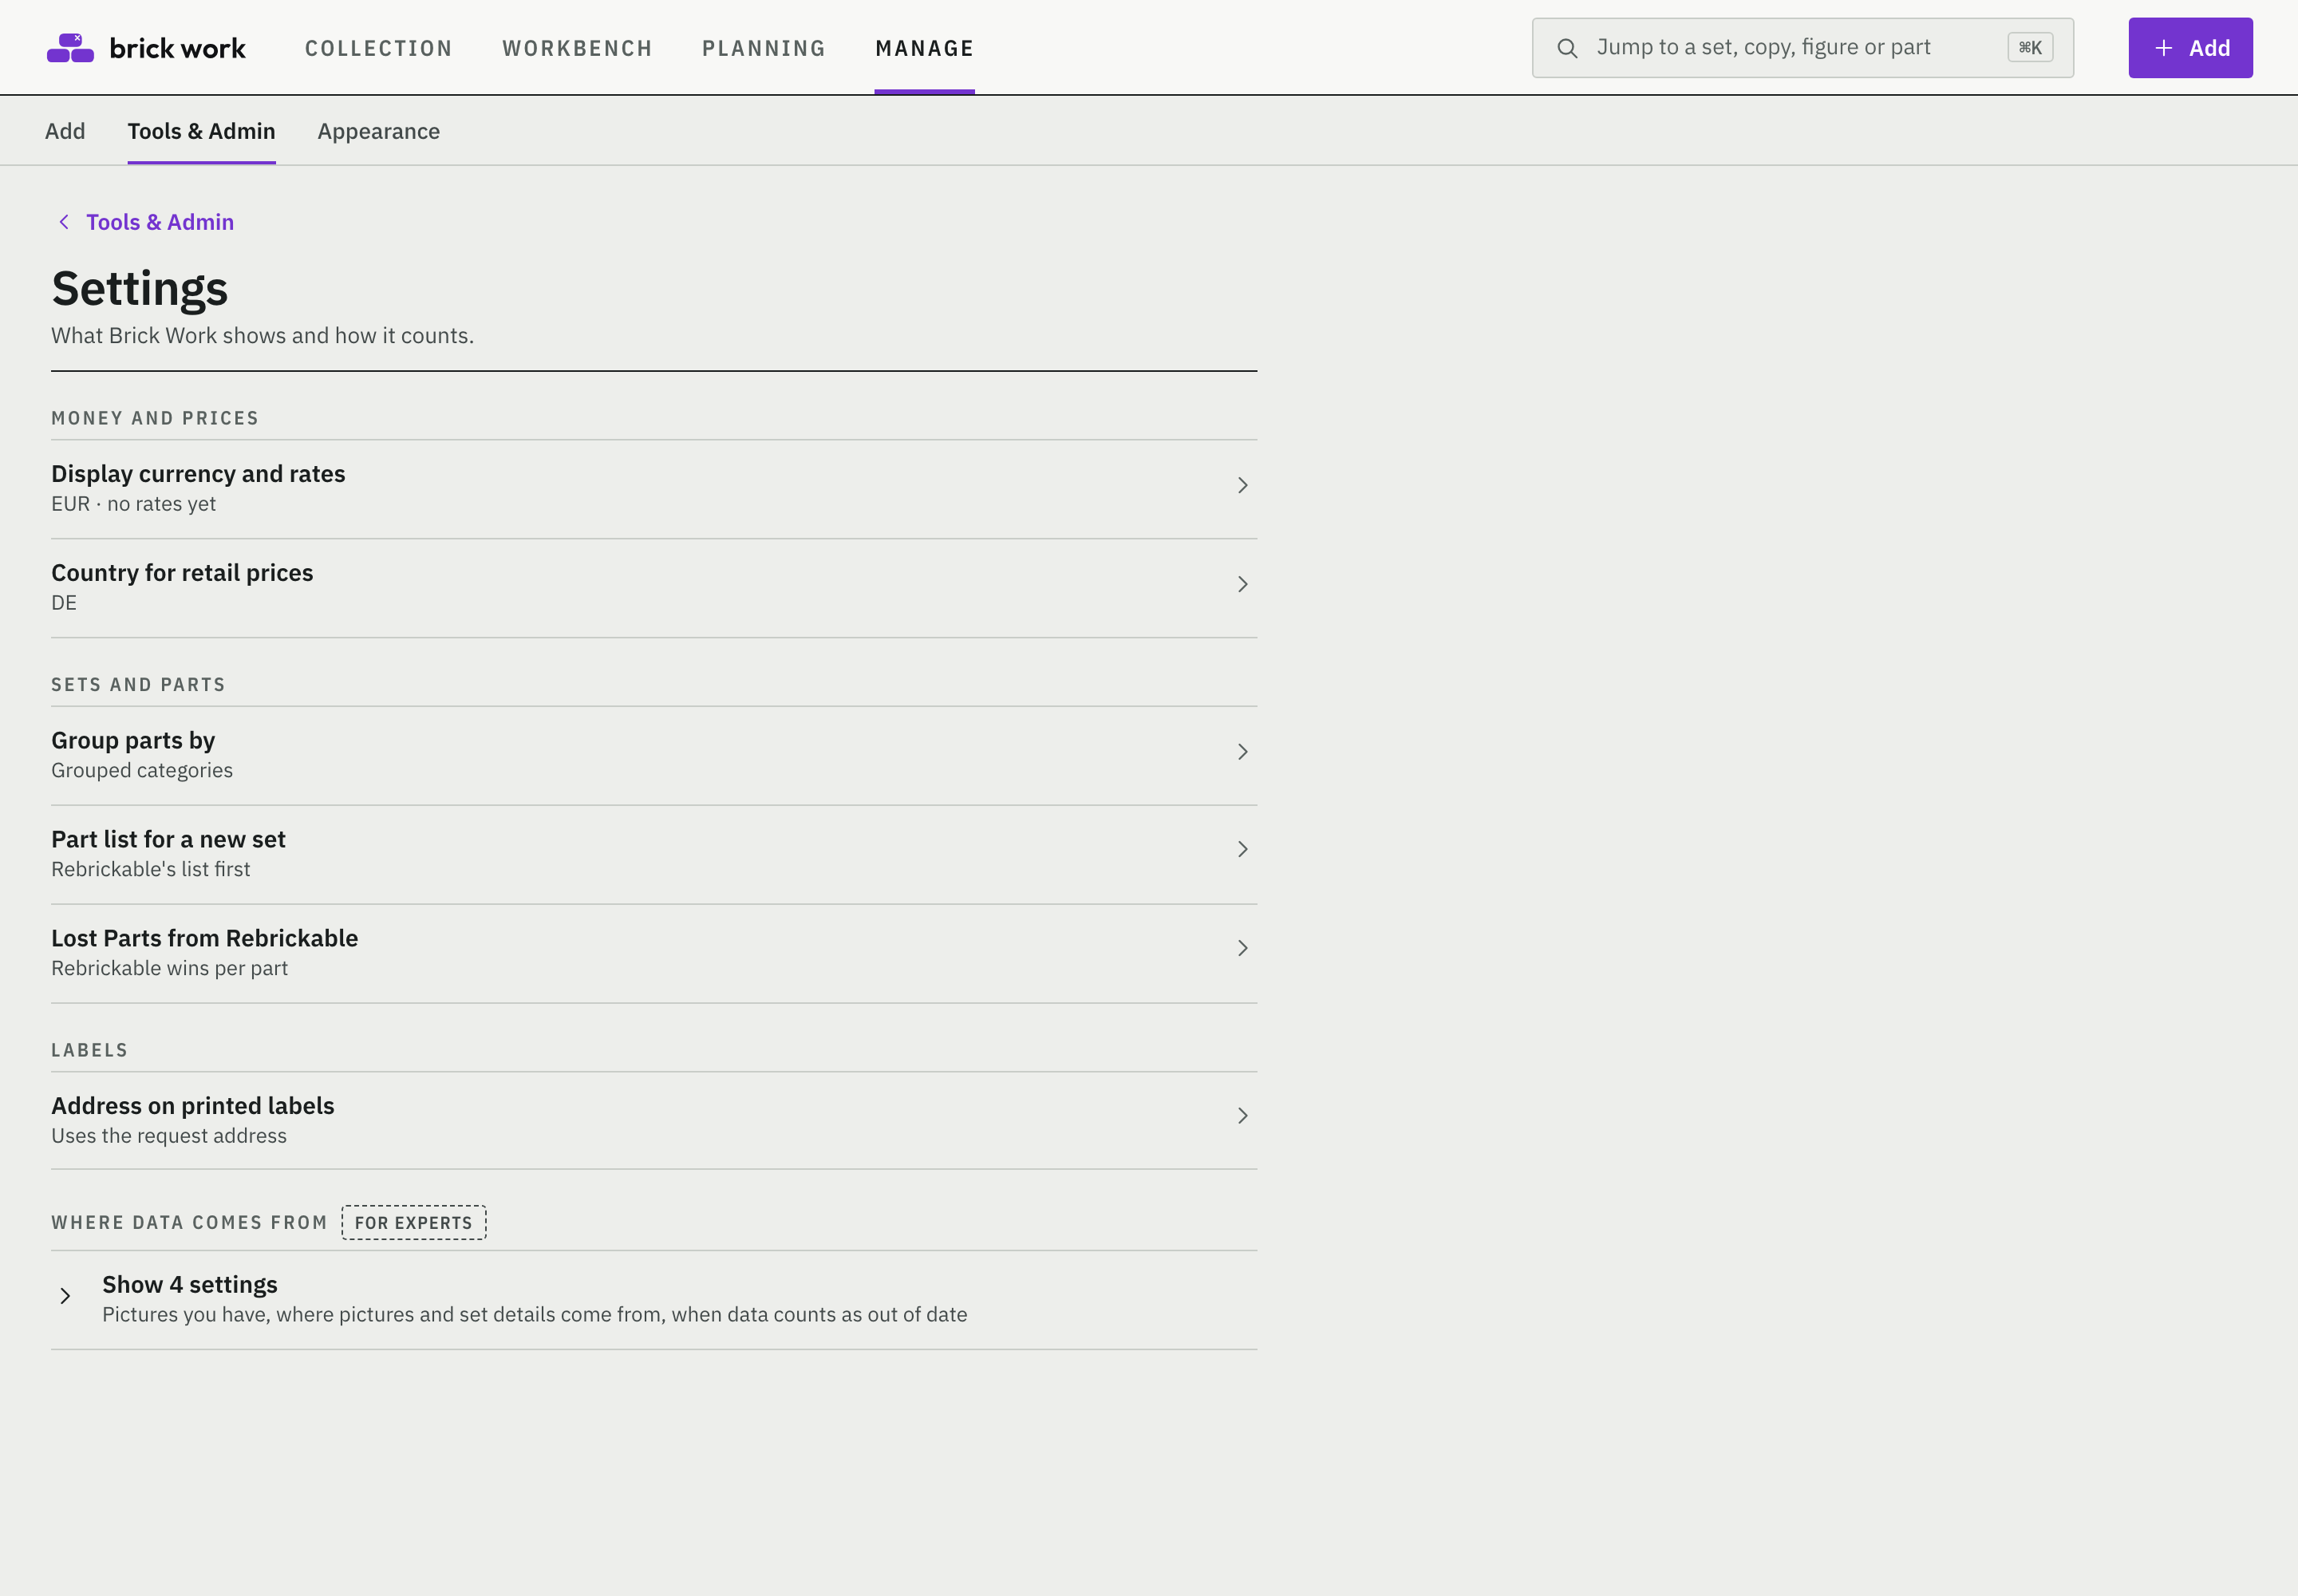 brick work
COLLECTION
WORKBENCH
PLANNING
MANAGE
Jump to a set, copy, figure or part
⌘K
+ Add
Add
Tools & Admin
Appearance
Tools & Admin
Settings
What Brick Work shows and how it counts.
MONEY AND PRICES
Display currency and rates
EUR · no rates yet
Country for retail prices
DE
SETS AND PARTS
Group parts by
Grouped categories
Part list for a new set
Rebrickable's list first
Lost Parts from Rebrickable
Rebrickable wins per part
LABELS
Address on printed labels
Uses the request address
WHERE DATA COMES FROM
FOR EXPERTS
Show 4 settings
Pictures you have, where pictures and set details come from, when data counts as out of date